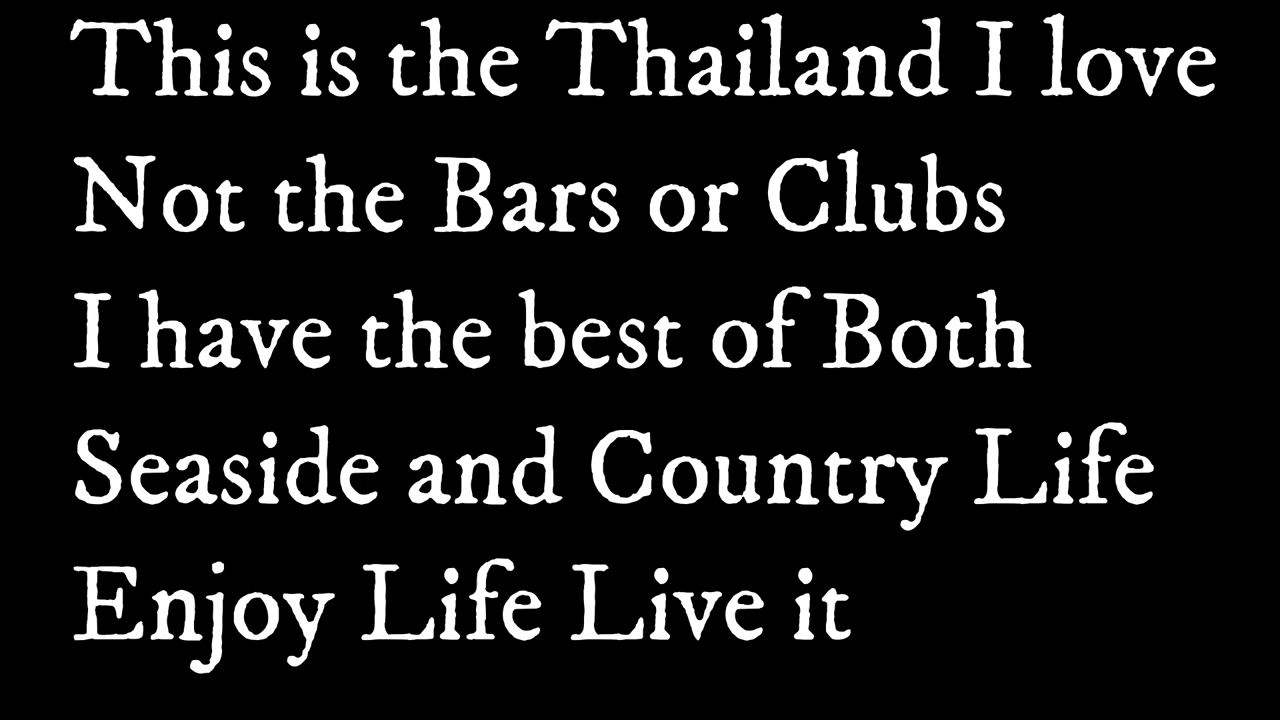 This is the Thailand I love
Not the Bars or Clubs
I have the best of Both
Seaside and Country Life
Enjoy Life Live it